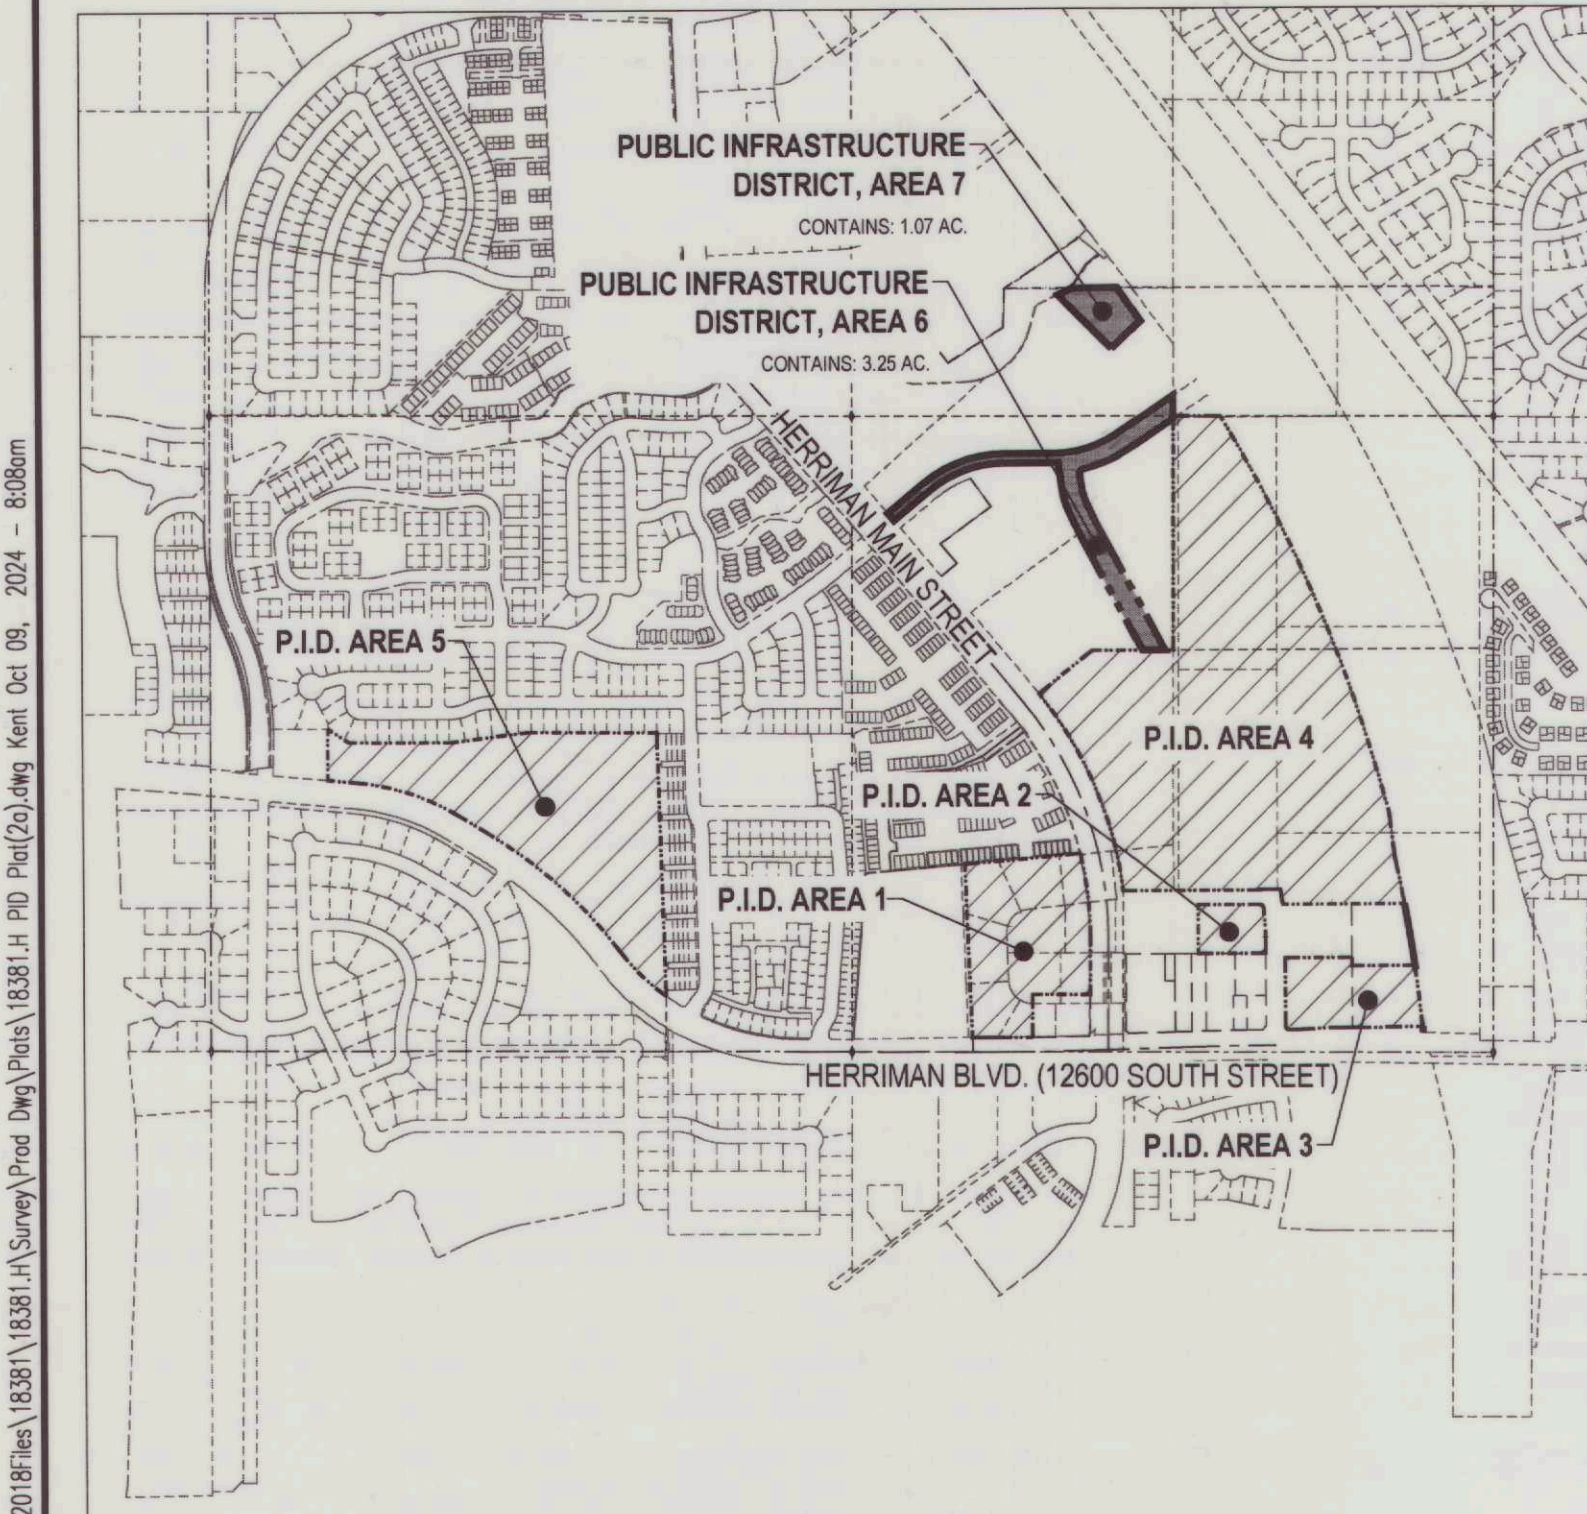 PUBLIC INFRASTRUCTURE
DISTRICT, AREA 7
CONTAINS: 1.07 AC.
PUBLIC INFRASTRUCTURE
DISTRICT, AREA 6
CONTAINS: 3.25 AC.
HERRIMAN MAIN STREET
P.I.D. AREA 5
P.I.D. AREA 4
P.I.D. AREA 2
P.I.D. AREA 1
HERRIMAN BLVD. (12600 SOUTH STREET)
P.I.D. AREA 3
2018Files\18381\18381.H\Survey\Prod Dwg\Plats\18381.H PID Plat(2a).dwg Kent Oct 09, 2024 - 8:08am